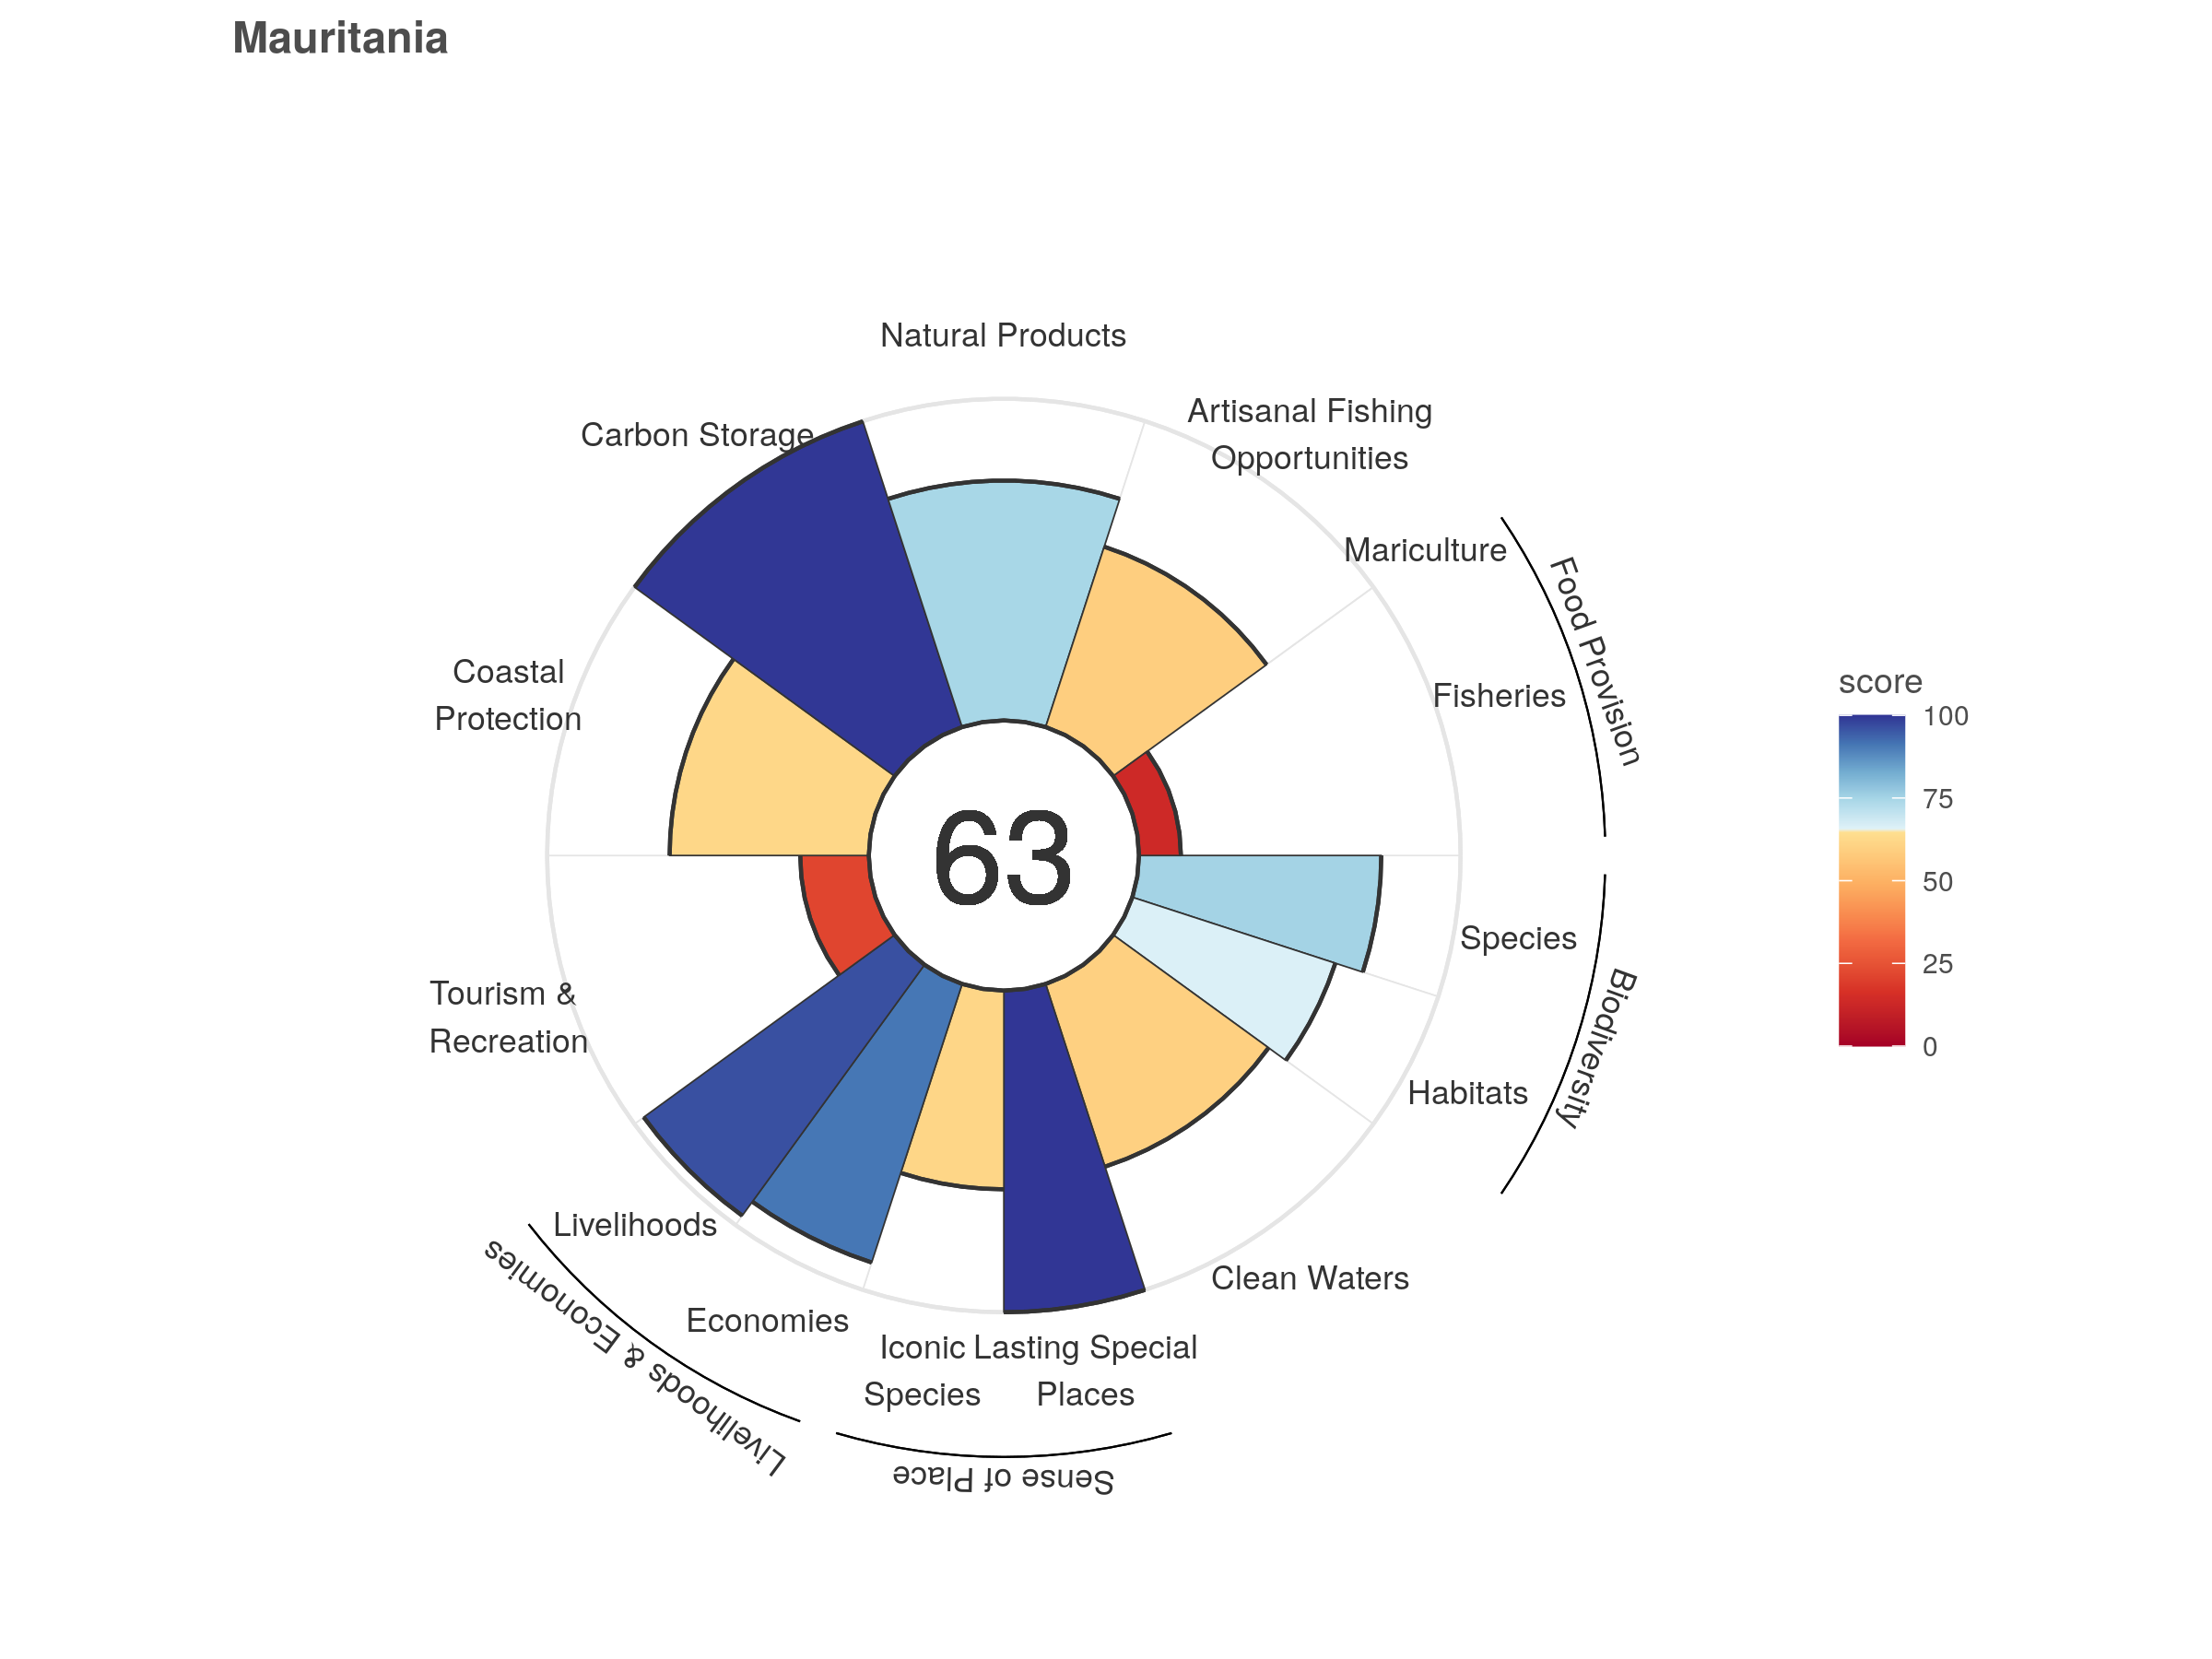 Mauritania
Natural Products
Artisanal Fishing
Opportunities
Carbon Storage
Mariculture
Food Provision
Fisheries
Coastal
Protection
63
Species
Biodiversity
Habitats
Tourism &
Recreation
Livelihoods
Clean Waters
Economies
Livelihoods & Economies
Iconic
Species
Lasting Special
Places
Sense of Place
score
100
75
50
25
0